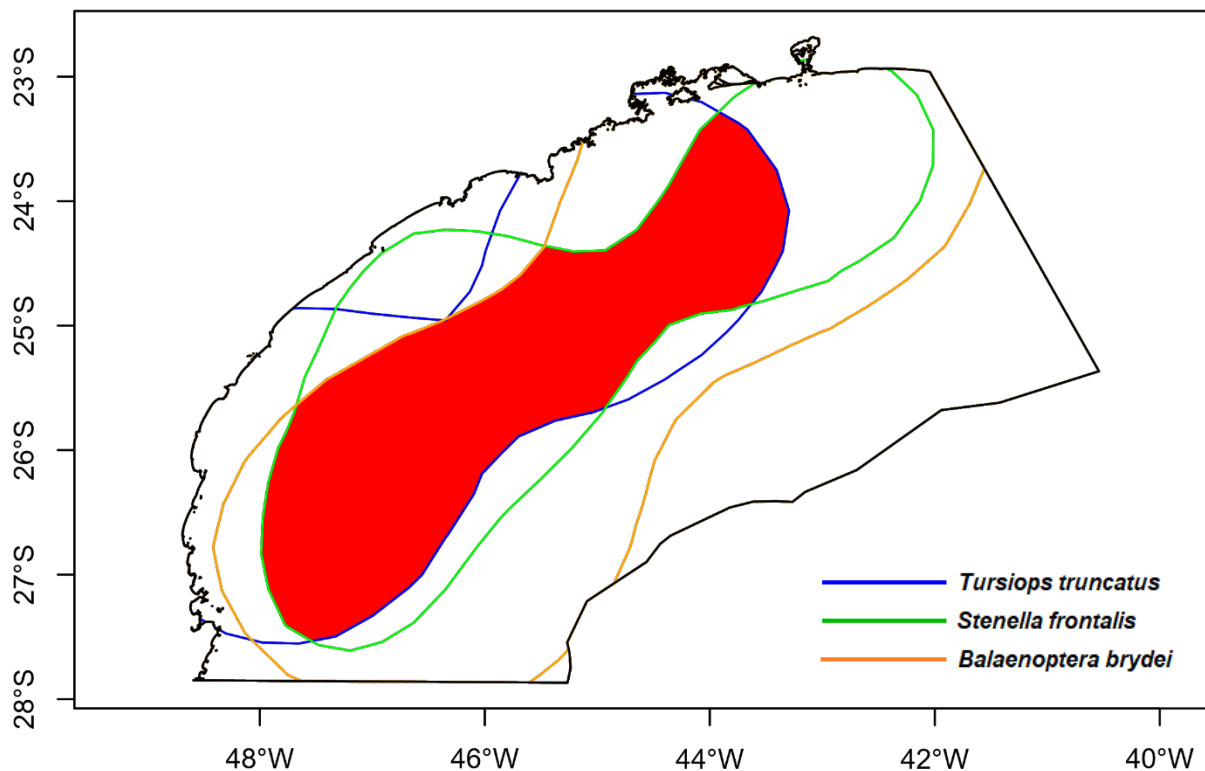 23°S
24°S
25°S
26°S
27°S
28°S
Tursiops truncatus
Stenella frontalis
Balaenoptera brydei
48°W
46°W
44°W
42°W
40°W